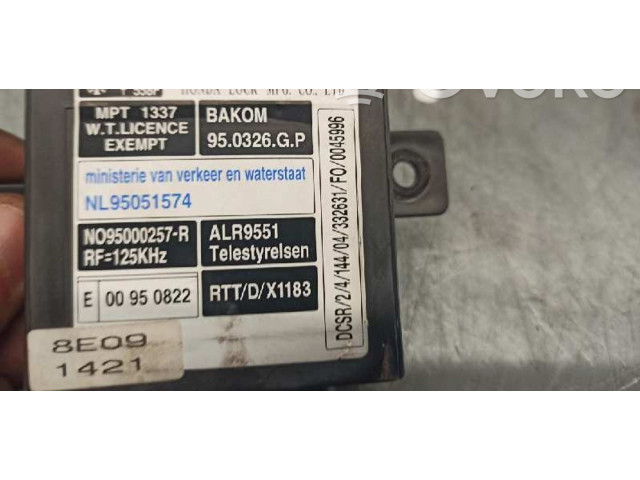 HONDA LOCK MFG. CO., LTD
MPT 1337
W.T.LICENCE
EXEMPT
BAKOM
95.0326.G.P
ministerie van verkeer en waterstaat
NL95051574
NO95000257-R
RF=125KHz
ALR9551
Telestyrelsen
E 00 95 0822
RTT/D/X1183
DCSR/2/4/144/04/332631/FO/0045996
8E09
1421